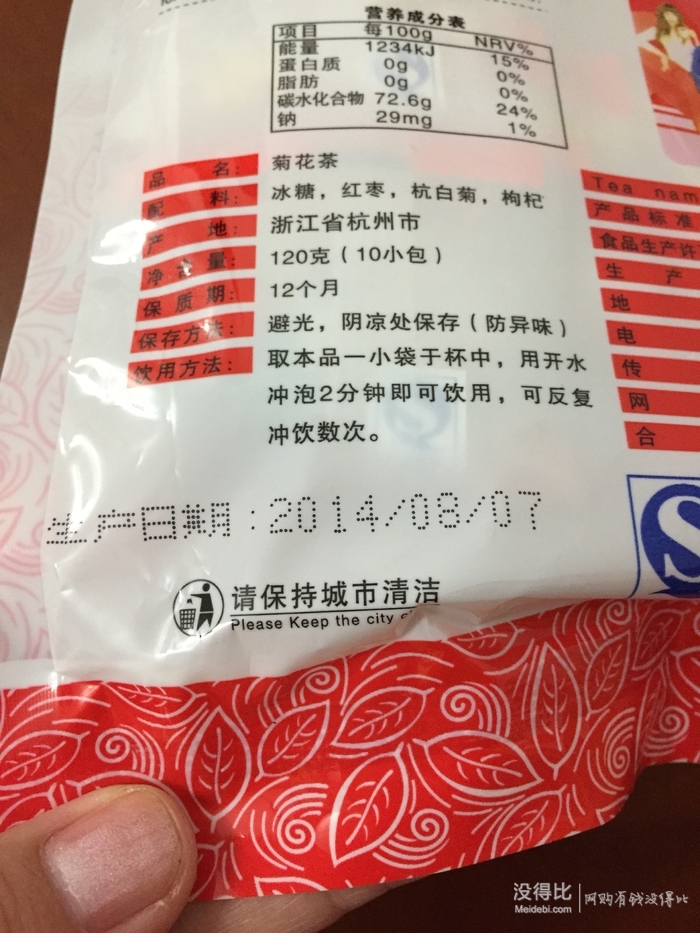 营养成分表
项目 每100g NRV%
能量 1234kJ 15%
蛋白质 0g 0%
脂肪 0g 0%
碳水化合物 72.6g 24%
钠 29mg 1%
品名: 菊花茶
配料: 冰糖，红枣，杭白菊，枸杞
产地: 浙江省杭州市
净含量: 120克（10小包）
保质期: 12个月
保存方法: 避光，阴凉处保存（防异味）
饮用方法: 取本品一小袋于杯中，用开水
冲泡2分钟即可饮用，可反复
冲饮数次。
Tea nam
产品标准
食品生产许
生产
地
电
传
网
合
生产日期:2014/08/07
请保持城市清洁
Please Keep the city
没得比
Meidebi.com
网购有钱没得比